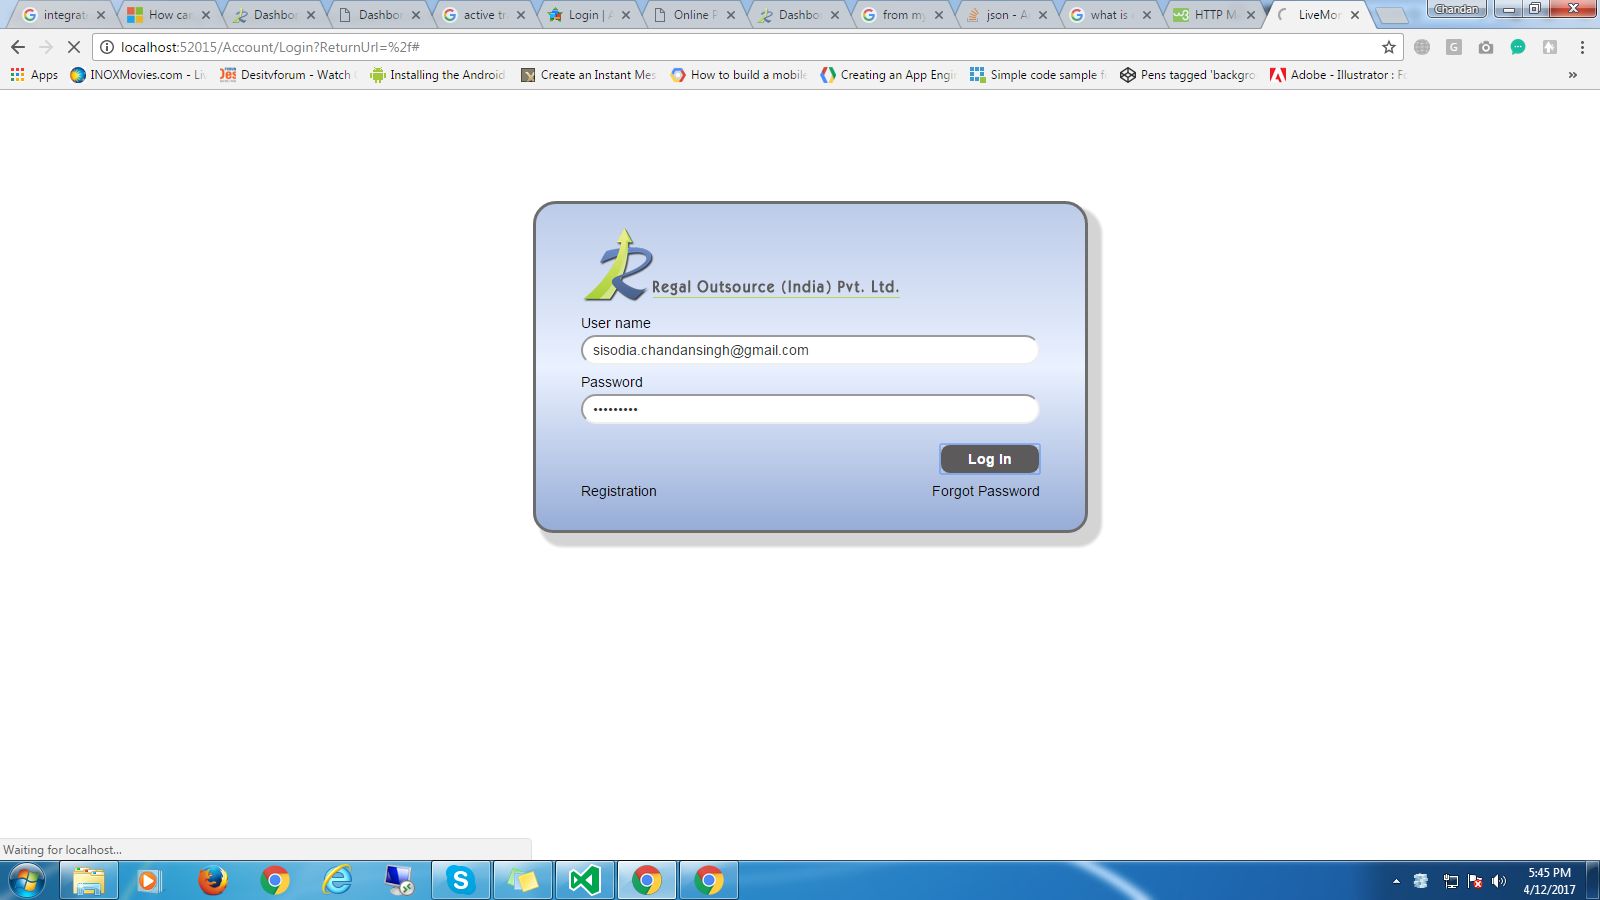 integrat
How can
Dashbo
Dashbor
active tr
Login | A
Online P
Dashbo
from my
json - A
what is
HTTP M
LiveMon
Chandan
localhost:52015/Account/Login?ReturnUrl=%2f#
Apps
INOXMovies.com - Li
Desitvforum - Watch
Installing the Android
Create an Instant Mes
How to build a mobile
Creating an App Engi
Simple code sample f
Pens tagged 'backgro
Adobe - Illustrator : Fo
»
Regal Outsource (India) Pvt. Ltd.
User name
sisodia.chandansingh@gmail.com
Password
•••••••••
Log In
Registration
Forgot Password
Waiting for localhost...
5:45 PM
4/12/2017